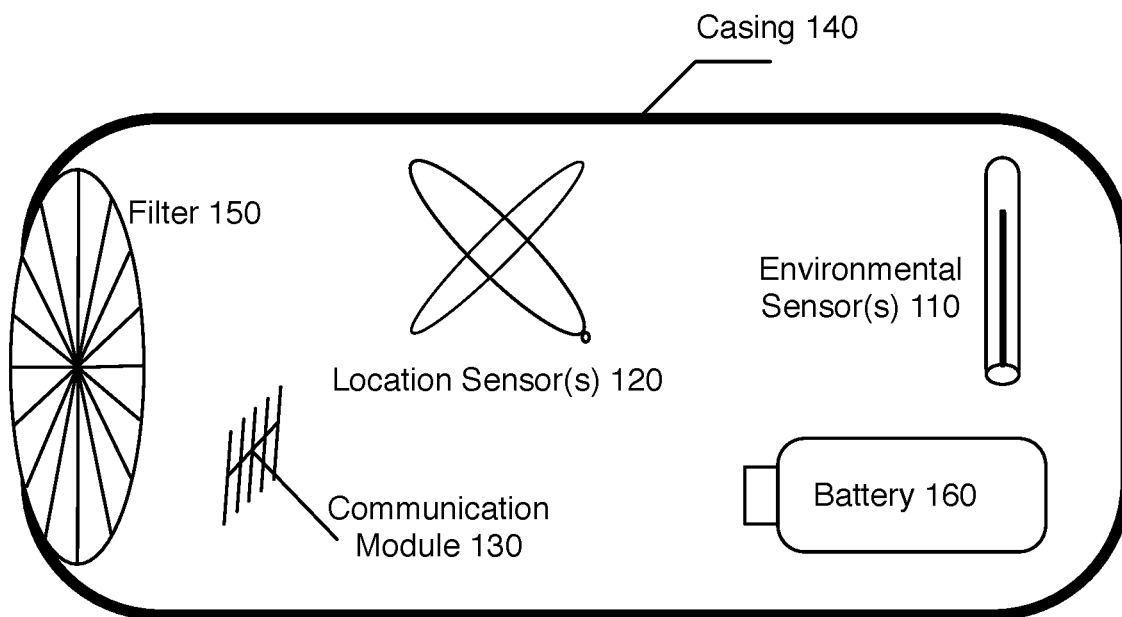 Casing 140
Filter 150
Environmental
Sensor(s) 110
Location Sensor(s) 120
Communication
Module 130
Battery 160